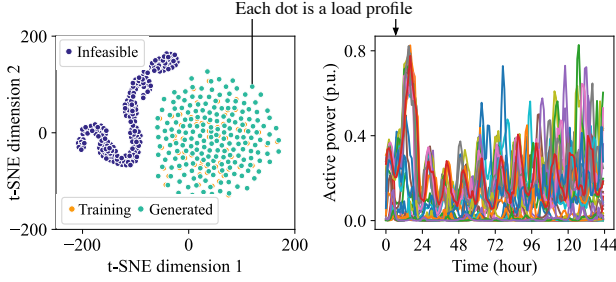 Each dot is a load profile
t-SNE dimension 2
200
0
−200
Infeasible
Training
Generated
−200
0
200
t-SNE dimension 1
Active power (p.u.)
0.8
0.4
0.0
0
24
48
72
96
120
144
Time (hour)